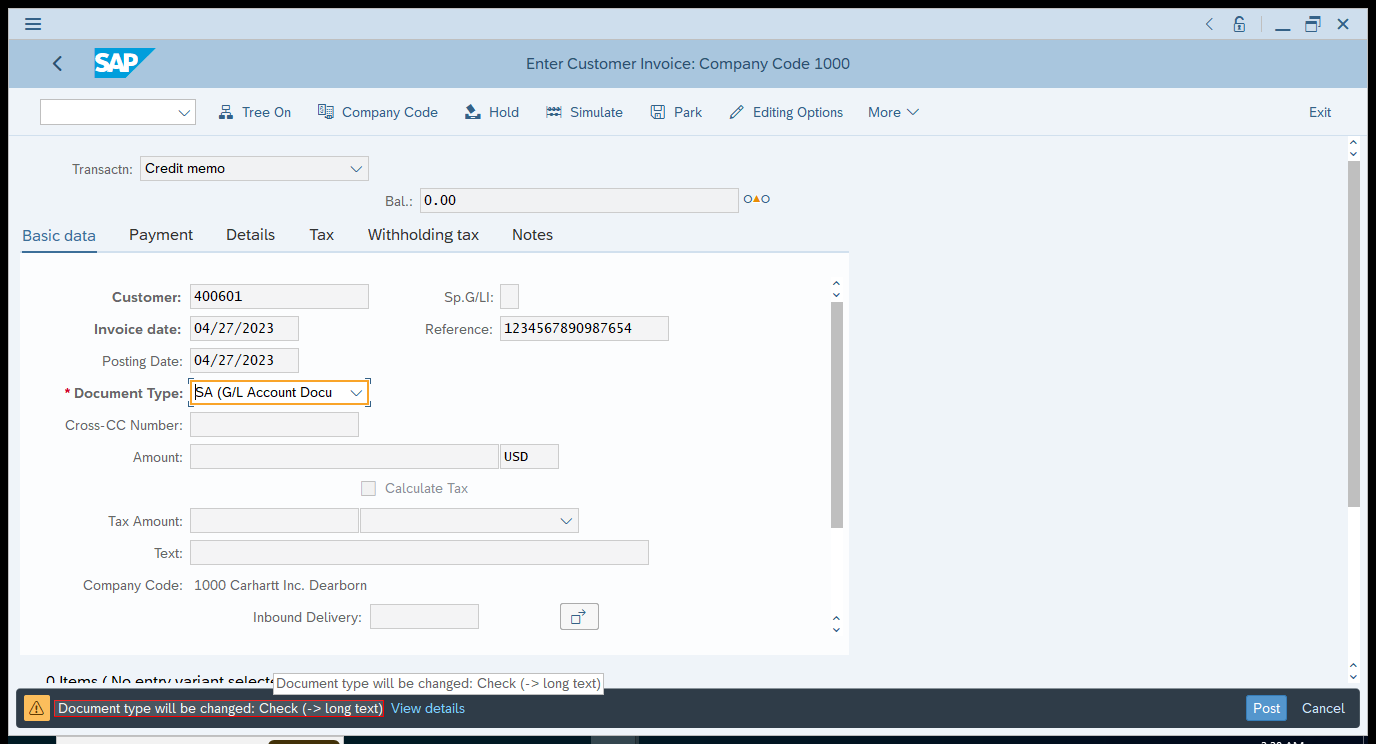 SAP
Enter Customer Invoice: Company Code 1000
Tree On Company Code Hold Simulate Park Editing Options More Exit
Transactn: Credit memo
Bal.: 0.00
Basic data Payment Details Tax Withholding tax Notes
Customer: 400601 Sp.G/LI:
Invoice date: 04/27/2023 Reference: 1234567890987654
Posting Date: 04/27/2023
* Document Type: SA (G/L Account Docu
Cross-CC Number:
Amount: USD
Calculate Tax
Tax Amount:
Text:
Company Code: 1000 Carhartt Inc. Dearborn
Inbound Delivery:
0 Items ( No entry variant selecte
Document type will be changed: Check (-> long text)
Document type will be changed: Check (-> long text) View details Post Cancel